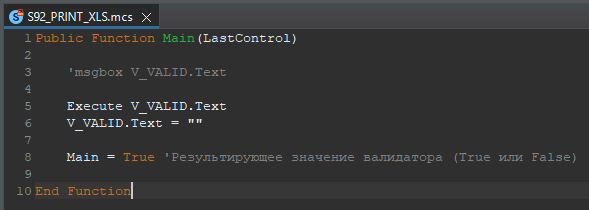 S92_PRINT_XLS.mcs
1 Public Function Main(LastControl)
2
3 'msgbox V_VALID.Text
4
5 Execute V_VALID.Text
6 V_VALID.Text = ""
7
8 Main = True 'Результирующее значение валидатора (True или False)
9
10 End Function